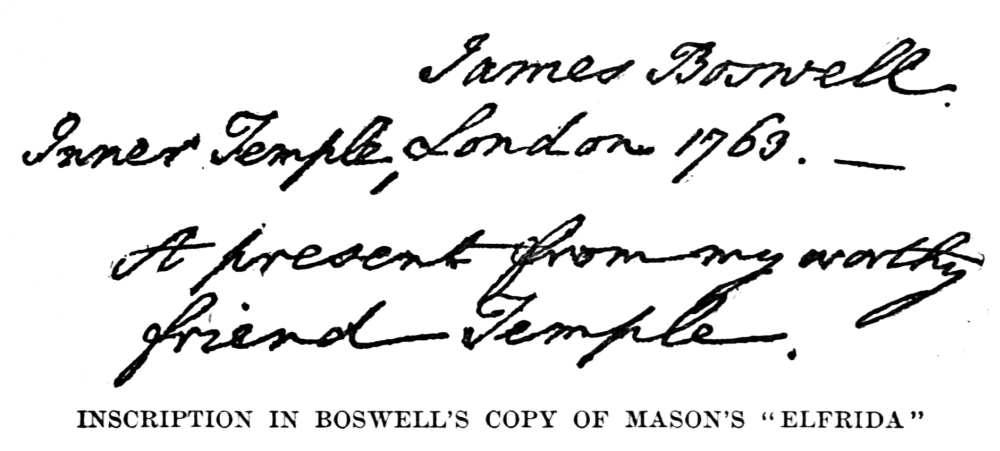 James Boswell.
Inner Temple, London 1763. —
A present from my worthy
friend Temple.
INSCRIPTION IN BOSWELL'S COPY OF MASON'S "ELFRIDA"